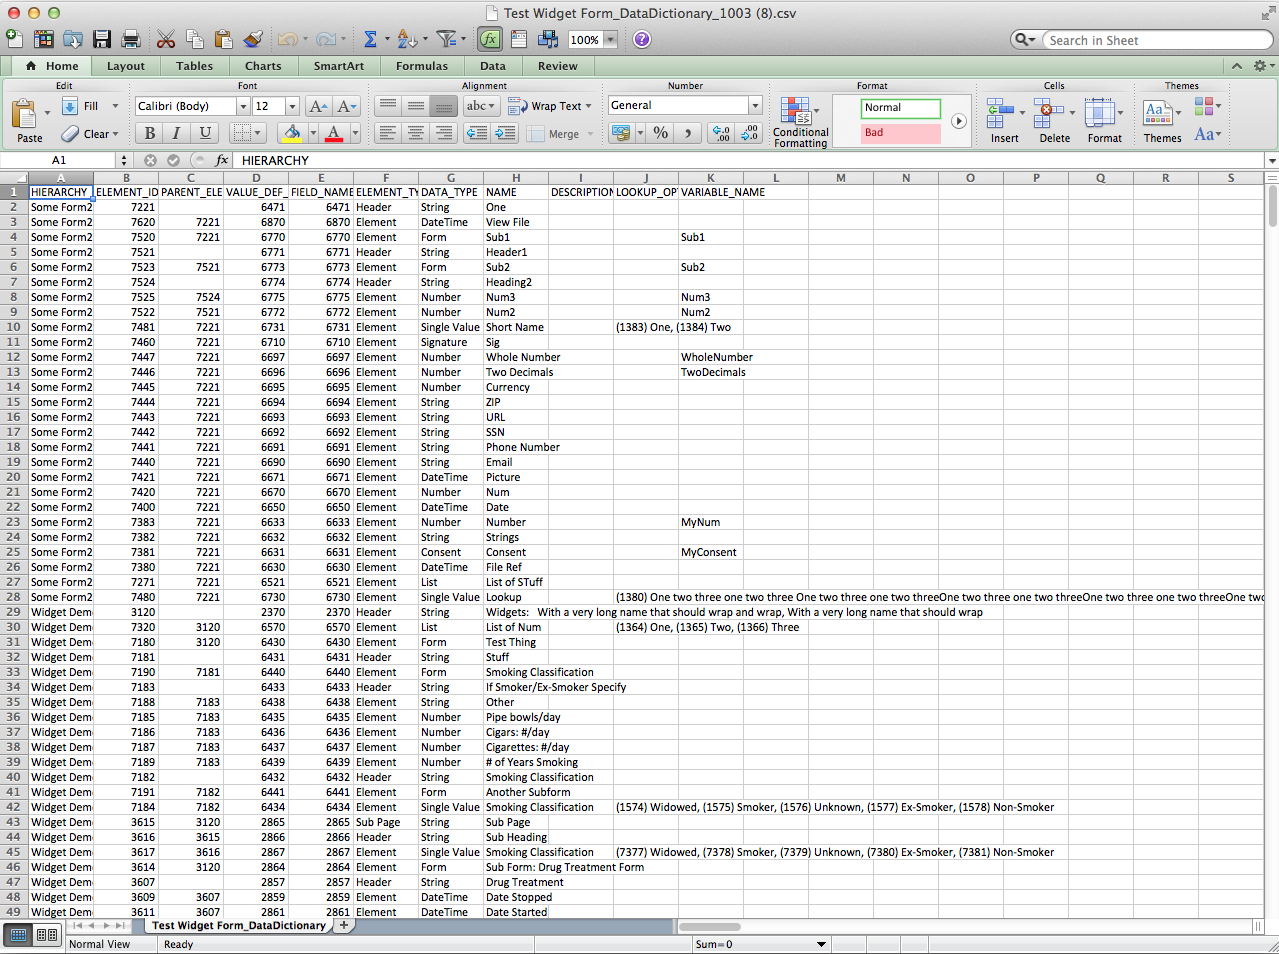 Test Widget Form_DataDictionary_1003 (8).csv
100% Search in Sheet
Home Layout Tables Charts SmartArt Formulas Data Review
Edit Font Alignment Number Format Cells Themes
Paste Fill Clear Calibri (Body) 12 A A abc Wrap Text General Conditional Formatting Normal Insert Delete Format Themes Aa
B I U A Merge % Bad
A1 fx HIERARCHY
A B C D E F G H I J K L M N O P Q R S
1 HIERARCHY ELEMENT_ID PARENT_ELE VALUE_DEF_ FIELD_NAME ELEMENT_TY DATA_TYPE NAME DESCRIPTION LOOKUP_OP VARIABLE_NAME
2 Some Form2 7221 6471 6471 Header String One
3 Some Form2 7620 7221 6870 6870 Element DateTime View File
4 Some Form2 7520 7221 6770 6770 Element Form Sub1 Sub1
5 Some Form2 7521 6771 6771 Header String Header1
6 Some Form2 7523 7521 6773 6773 Element Form Sub2 Sub2
7 Some Form2 7524 6774 6774 Header String Heading2
8 Some Form2 7525 7524 6775 6775 Element Number Num3 Num3
9 Some Form2 7522 7521 6772 6772 Element Number Num2 Num2
10 Some Form2 7481 7221 6731 6731 Element Single Value Short Name (1383) One, (1384) Two
11 Some Form2 7460 7221 6710 6710 Element Signature Sig
12 Some Form2 7447 7221 6697 6697 Element Number Whole Number WholeNumber
13 Some Form2 7446 7221 6696 6696 Element Number Two Decimals TwoDecimals
14 Some Form2 7445 7221 6695 6695 Element Number Currency
15 Some Form2 7444 7221 6694 6694 Element String ZIP
16 Some Form2 7443 7221 6693 6693 Element String URL
17 Some Form2 7442 7221 6692 6692 Element String SSN
18 Some Form2 7441 7221 6691 6691 Element String Phone Number
19 Some Form2 7440 7221 6690 6690 Element String Email
20 Some Form2 7421 7221 6671 6671 Element DateTime Picture
21 Some Form2 7420 7221 6670 6670 Element Number Num
22 Some Form2 7400 7221 6650 6650 Element DateTime Date
23 Some Form2 7383 7221 6633 6633 Element Number Number MyNum
24 Some Form2 7382 7221 6632 6632 Element String Strings
25 Some Form2 7381 7221 6631 6631 Element Consent Consent MyConsent
26 Some Form2 7380 7221 6630 6630 Element DateTime File Ref
27 Some Form2 7271 7221 6521 6521 Element List List of STuff
28 Some Form2 7480 7221 6730 6730 Element Single Value Lookup (1380) One two three one two three One two three one two threeOne two three one two threeOne two three one two threeOne two
29 Widget Dem 3120 2370 2370 Header String Widgets: With a very long name that should wrap and wrap, With a very long name that should wrap
30 Widget Dem 7320 3120 6570 6570 Element List List of Num (1364) One, (1365) Two, (1366) Three
31 Widget Dem 7180 3120 6430 6430 Element Form Test Thing
32 Widget Dem 7181 6431 6431 Header String Stuff
33 Widget Dem 7190 7181 6440 6440 Element Form Smoking Classification
34 Widget Dem 7183 6433 6433 Header String If Smoker/Ex-Smoker Specify
35 Widget Dem 7188 7183 6438 6438 Element String Other
36 Widget Dem 7185 7183 6435 6435 Element Number Pipe bowls/day
37 Widget Dem 7186 7183 6436 6436 Element Number Cigars: #/day
38 Widget Dem 7187 7183 6437 6437 Element Number Cigarettes: #/day
39 Widget Dem 7189 7183 6439 6439 Element Number # of Years Smoking
40 Widget Dem 7182 6432 6432 Header String Smoking Classification
41 Widget Dem 7191 7182 6441 6441 Element Form Another Subform
42 Widget Dem 7184 7182 6434 6434 Element Single Value Smoking Classification (1574) Widowed, (1575) Smoker, (1576) Unknown, (1577) Ex-Smoker, (1578) Non-Smoker
43 Widget Dem 3615 3120 2865 2865 Sub Page String Sub Page
44 Widget Dem 3616 3615 2866 2866 Header String Sub Heading
45 Widget Dem 3617 3616 2867 2867 Element Single Value Smoking Classification (7377) Widowed, (7378) Smoker, (7379) Unknown, (7380) Ex-Smoker, (7381) Non-Smoker
46 Widget Dem 3614 3120 2864 2864 Element Form Sub Form: Drug Treatment Form
47 Widget Dem 3607 2857 2857 Header String Drug Treatment
48 Widget Dem 3609 3607 2859 2859 Element DateTime Date Stopped
49 Widget Dem 3611 3607 2861 2861 Element DateTime Date Started
Test Widget Form_DataDictionary +
Normal View Ready Sum=0